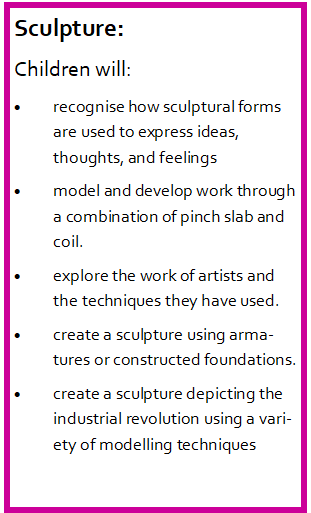 Sculpture:
Children will:
• recognise how sculptural forms
are used to express ideas,
thoughts, and feelings
• model and develop work through
a combination of pinch slab and
coil.
• explore the work of artists and
the techniques they have used.
• create a sculpture using arma-
tures or constructed foundations.
• create a sculpture depicting the
industrial revolution using a vari-
ety of modelling techniques